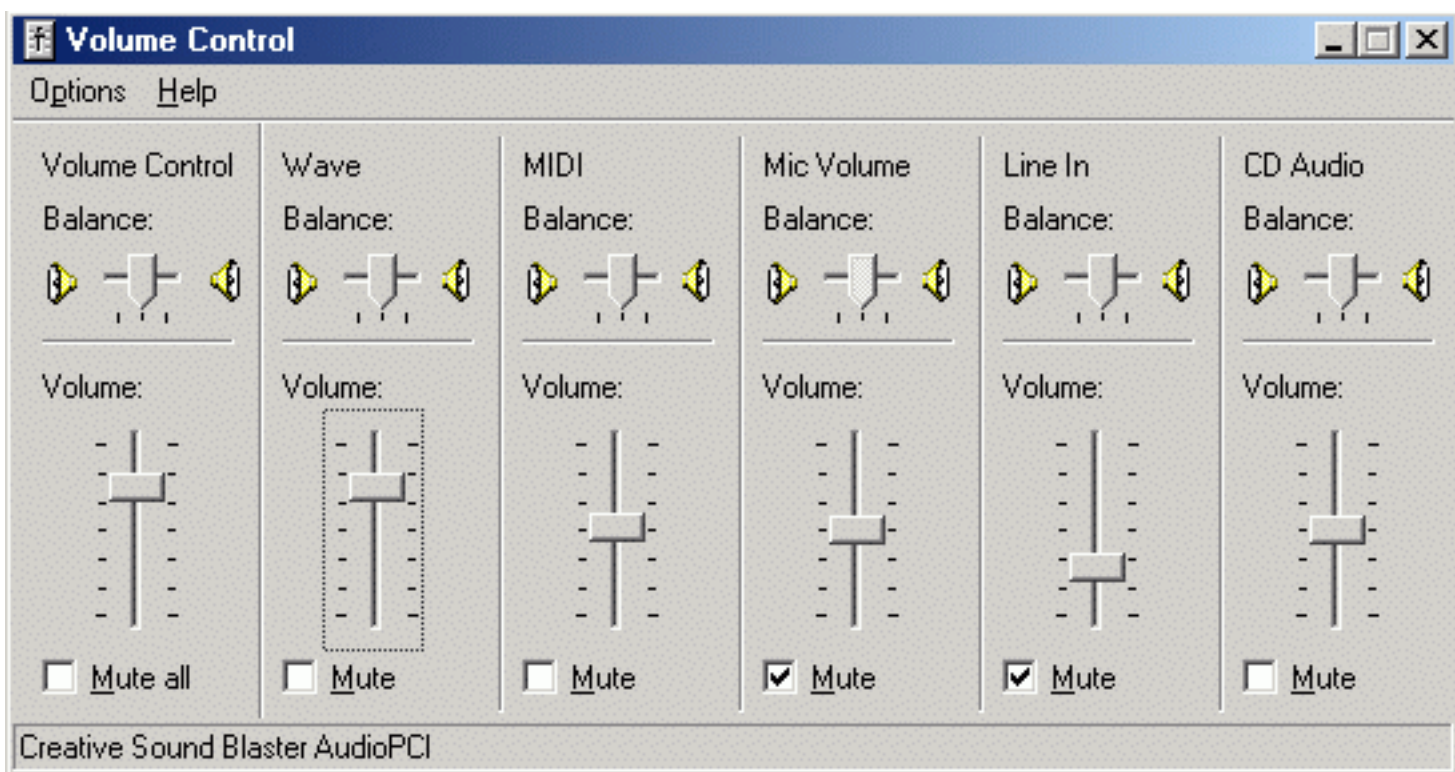 Volume Control
Options Help
Volume Control Wave MIDI Mic Volume Line In CD Audio
Balance: Balance: Balance: Balance: Balance: Balance:
Volume: Volume: Volume: Volume: Volume: Volume:
Mute all Mute Mute Mute Mute Mute
Creative Sound Blaster AudioPCI